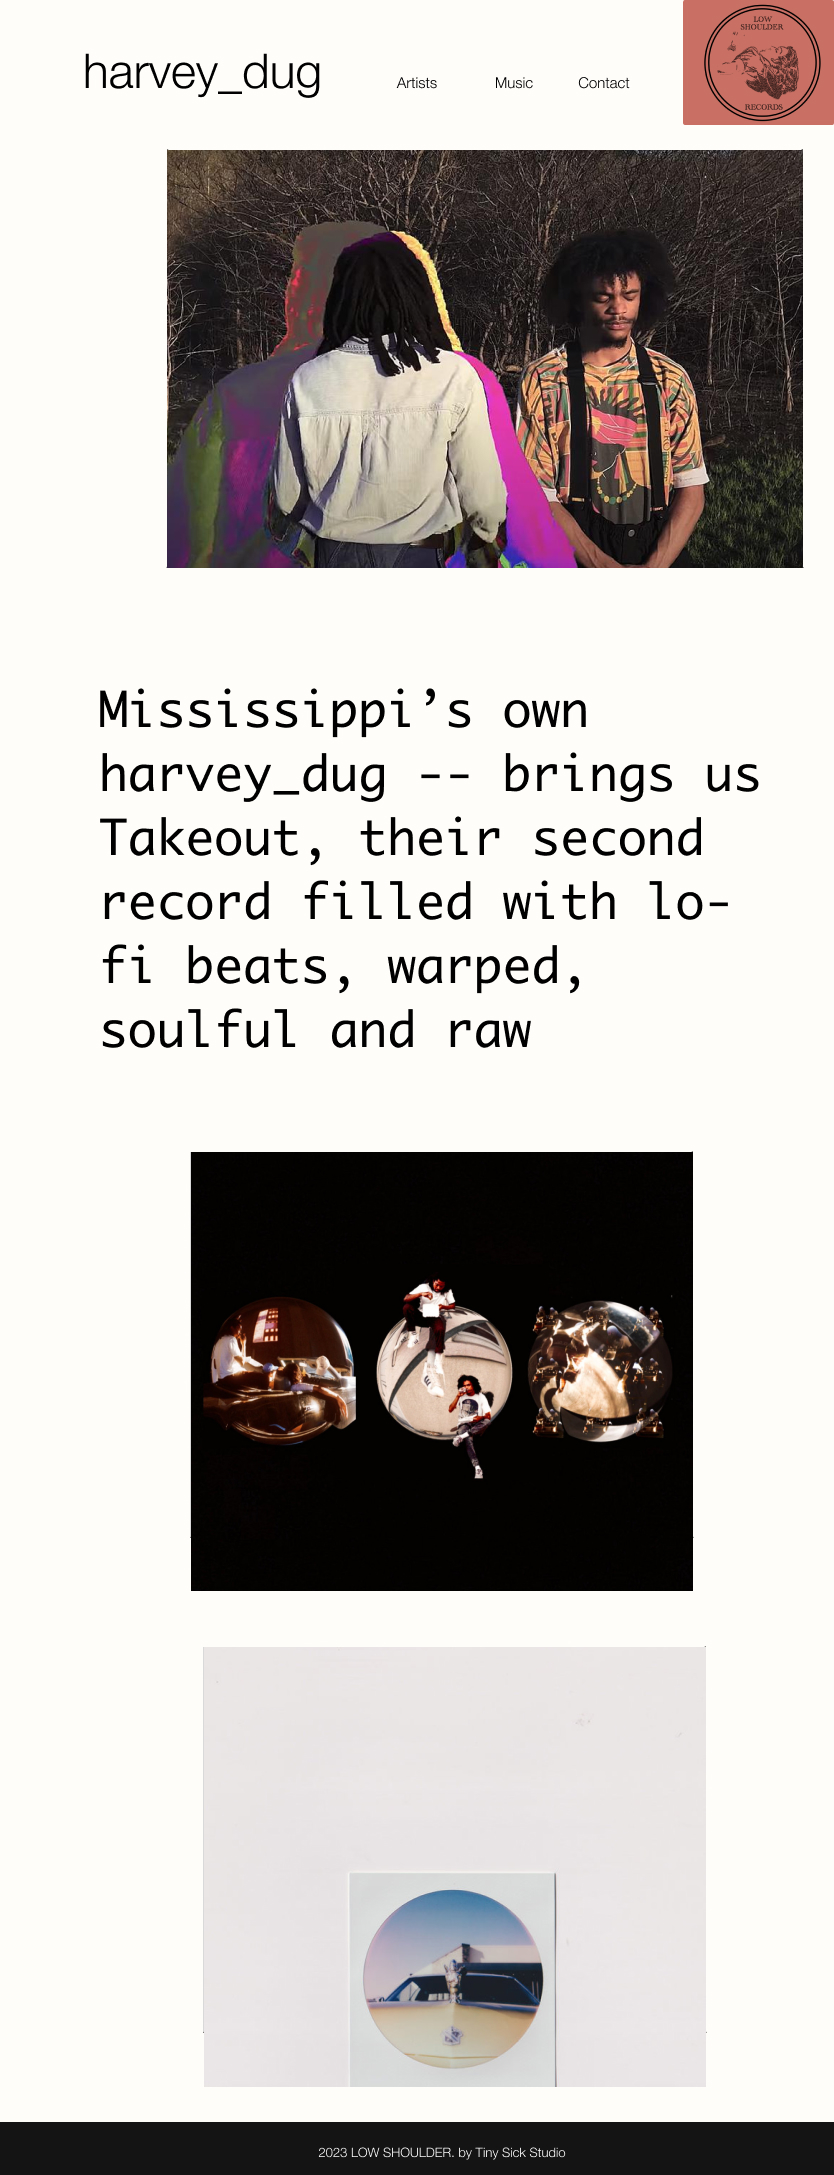 harvey_dug
Artists
Music
Contact
LOW
SHOULDER
RECORDS
Mississippi’s own
harvey_dug -- brings us
Takeout, their second
record filled with lo-
fi beats, warped,
soulful and raw
2023 LOW SHOULDER. by Tiny Sick Studio